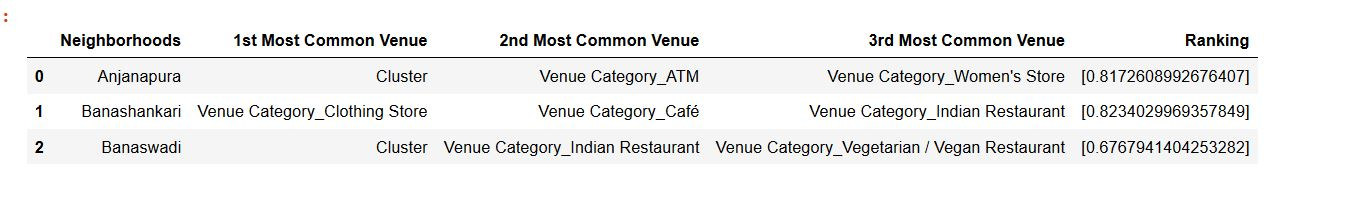 :
Neighborhoods 1st Most Common Venue 2nd Most Common Venue 3rd Most Common Venue Ranking
0 Anjanapura Cluster Venue Category_ATM Venue Category_Women's Store [0.8172608992676407]
1 Banashankari Venue Category_Clothing Store Venue Category_Café Venue Category_Indian Restaurant [0.8234029969357849]
2 Banaswadi Cluster Venue Category_Indian Restaurant Venue Category_Vegetarian / Vegan Restaurant [0.6767941404253282]